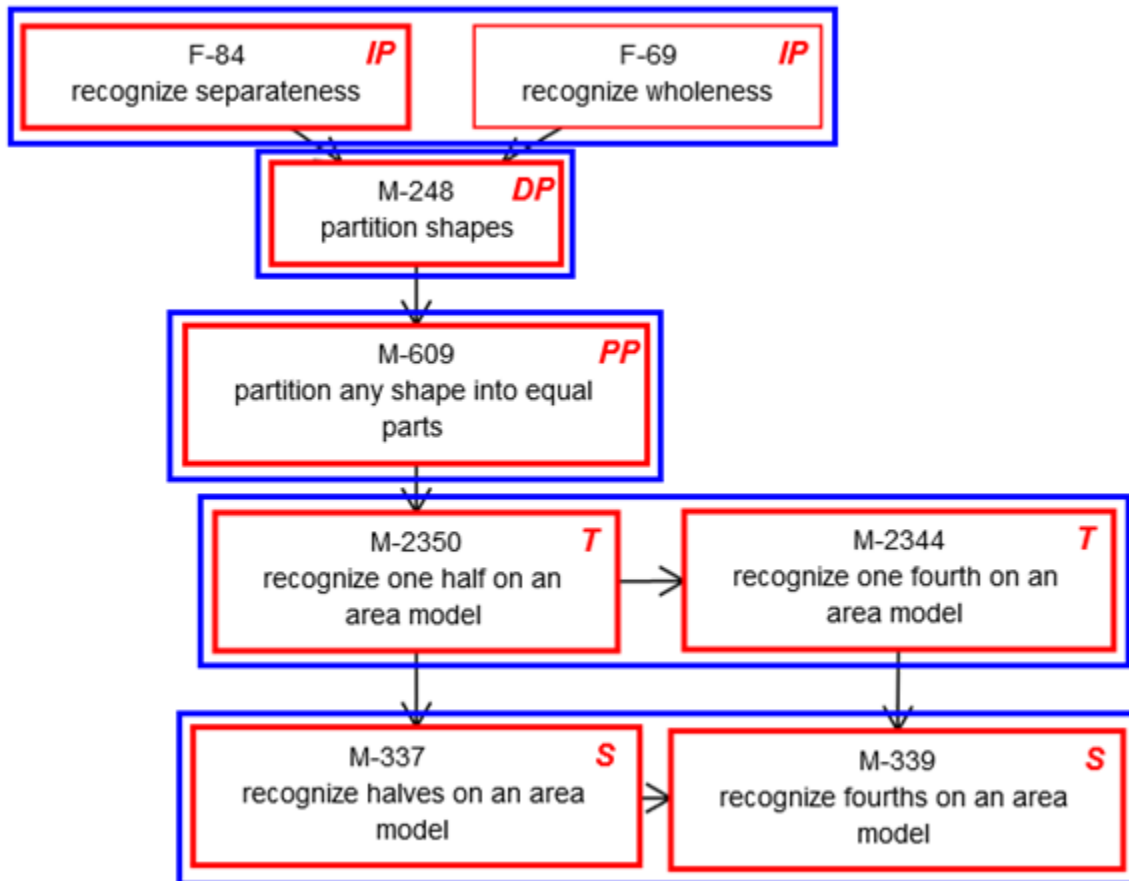 F-84 IP
recognize separateness
F-69 IP
recognize wholeness
M-248 DP
partition shapes
M-609 PP
partition any shape into equal
parts
M-2350 T
recognize one half on an
area model
M-2344 T
recognize one fourth on an
area model
M-337 S
recognize halves on an area
model
M-339 S
recognize fourths on an area
model